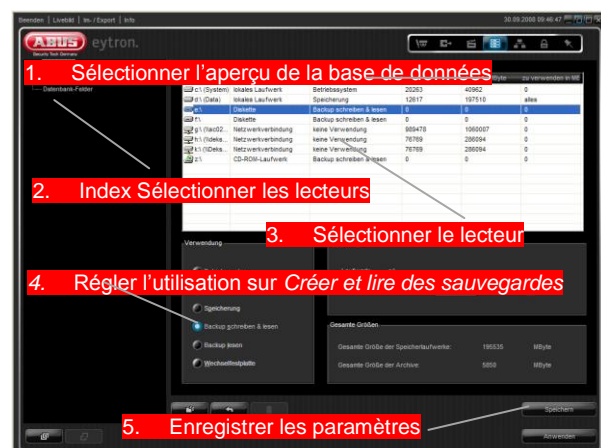 Beenden | Livebild | Im- / Export | Info 30.09.2008 09:46:47
ABUS eytron.
Security Tech Germany
1. Sélectionner l'aperçu de la base de données
MByte zu verwenden in MB
Datenbank-Felder
c:\ (System) lokales Laufwerk Betriebssystem 20263 40962 0
d:\ (Data) lokales Laufwerk Speicherung 12617 197510 alles
e:\ Diskette Backup schreiben & lesen 0 0 0
f:\ Diskette Backup schreiben & lesen 0 0 0
g:\ (\\ac02... Netzwerkverbindung keine Verwendung 989478 1060007 0
h:\ (\\Deks... Netzwerkverbindung keine Verwendung 76769 286094 0
k:\ (\\Deks... Netzwerkverbindung keine Verwendung 76769 286094 0
z:\ CD-ROM-Laufwerk Backup schreiben & lesen 0 0 0
2. Index Sélectionner les lecteurs
3. Sélectionner le lecteur
Verwendung
4. Régler l'utilisation sur Créer et lire des sauvegardes
Speicherung
Backup schreiben & lesen
Backup lesen
Wechselfestplatte
Gesamte Größen
Gesamte Größe der Speicherlaufwerke: 195535 MByte
Gesamte Größe der Archive: 5850 MByte
5. Enregistrer les paramètres
Speichern
Anwenden